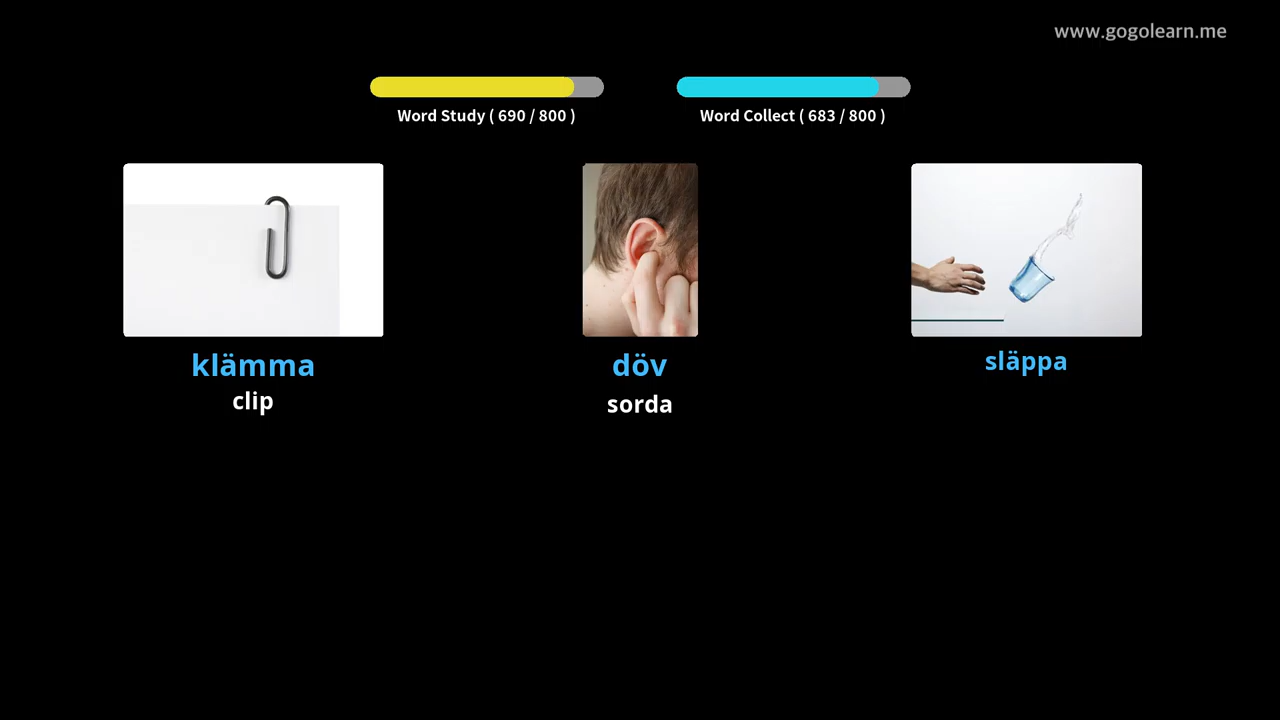 www.gogolearn.me
Word Study ( 690 / 800 )
Word Collect ( 683 / 800 )
klämma
clip
döv
sorda
släppa